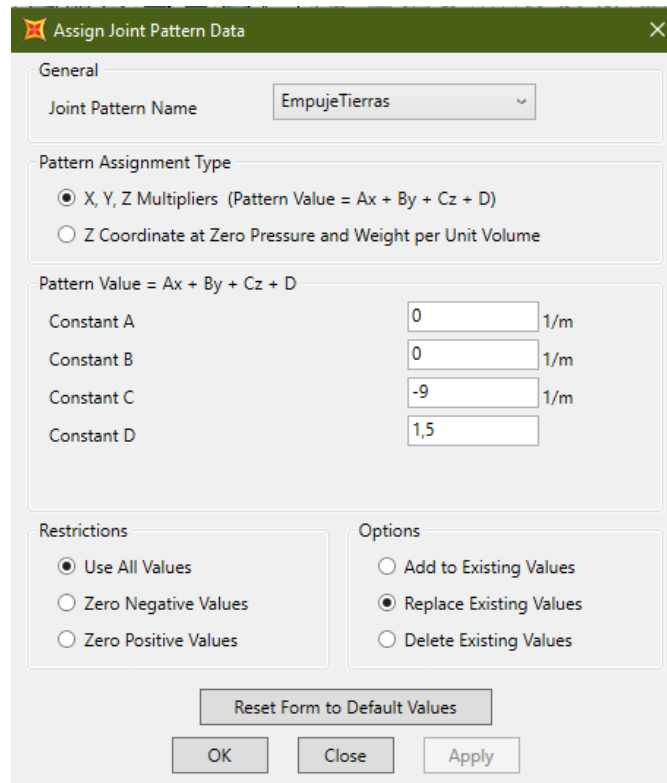 Assign Joint Pattern Data
General
Joint Pattern Name EmpujeTierras
Pattern Assignment Type
X, Y, Z Multipliers (Pattern Value = Ax + By + Cz + D)
Z Coordinate at Zero Pressure and Weight per Unit Volume
Pattern Value = Ax + By + Cz + D
Constant A 0 1/m
Constant B 0 1/m
Constant C -9 1/m
Constant D 1,5
Restrictions
Use All Values
Zero Negative Values
Zero Positive Values
Options
Add to Existing Values
Replace Existing Values
Delete Existing Values
Reset Form to Default Values
OK Close Apply